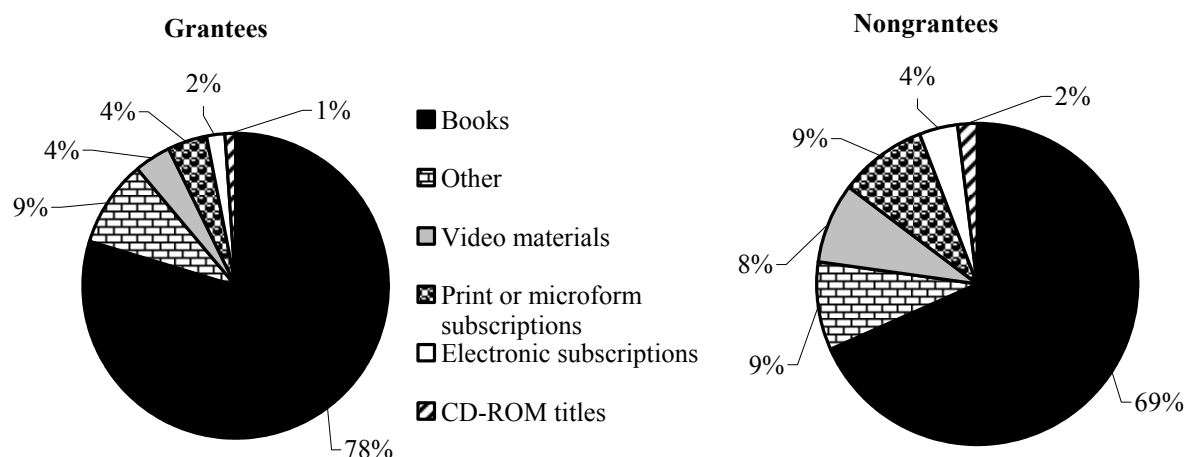 Grantees
2%
4%
1%
4%
9%
78%
Books
Other
Video materials
Print or microform
subscriptions
Electronic subscriptions
CD-ROM titles
Nongrantees
4%
2%
9%
8%
9%
69%